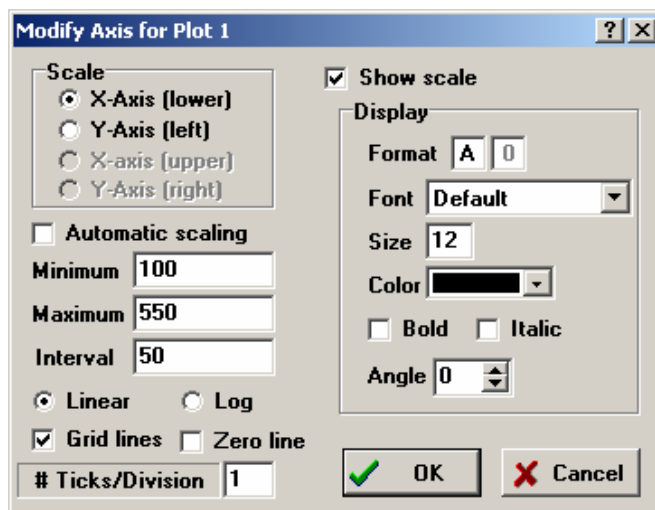 Modify Axis for Plot 1
Scale
X-Axis (lower)
Y-Axis (left)
X-axis (upper)
Y-Axis (right)
Automatic scaling
Minimum 100
Maximum 550
Interval 50
Linear Log
Grid lines Zero line
# Ticks/Division 1
Show scale
Display
Format A 0
Font Default
Size 12
Color
Bold Italic
Angle 0
OK Cancel